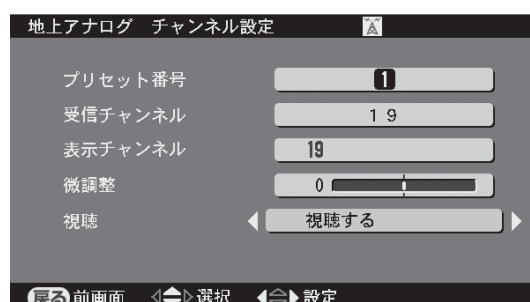 地上アナログ チャンネル設定
プリセット番号 1
受信チャンネル 19
表示チャンネル 19
微調整 0
視聴 視聴する
戻る 前画面 選択 設定